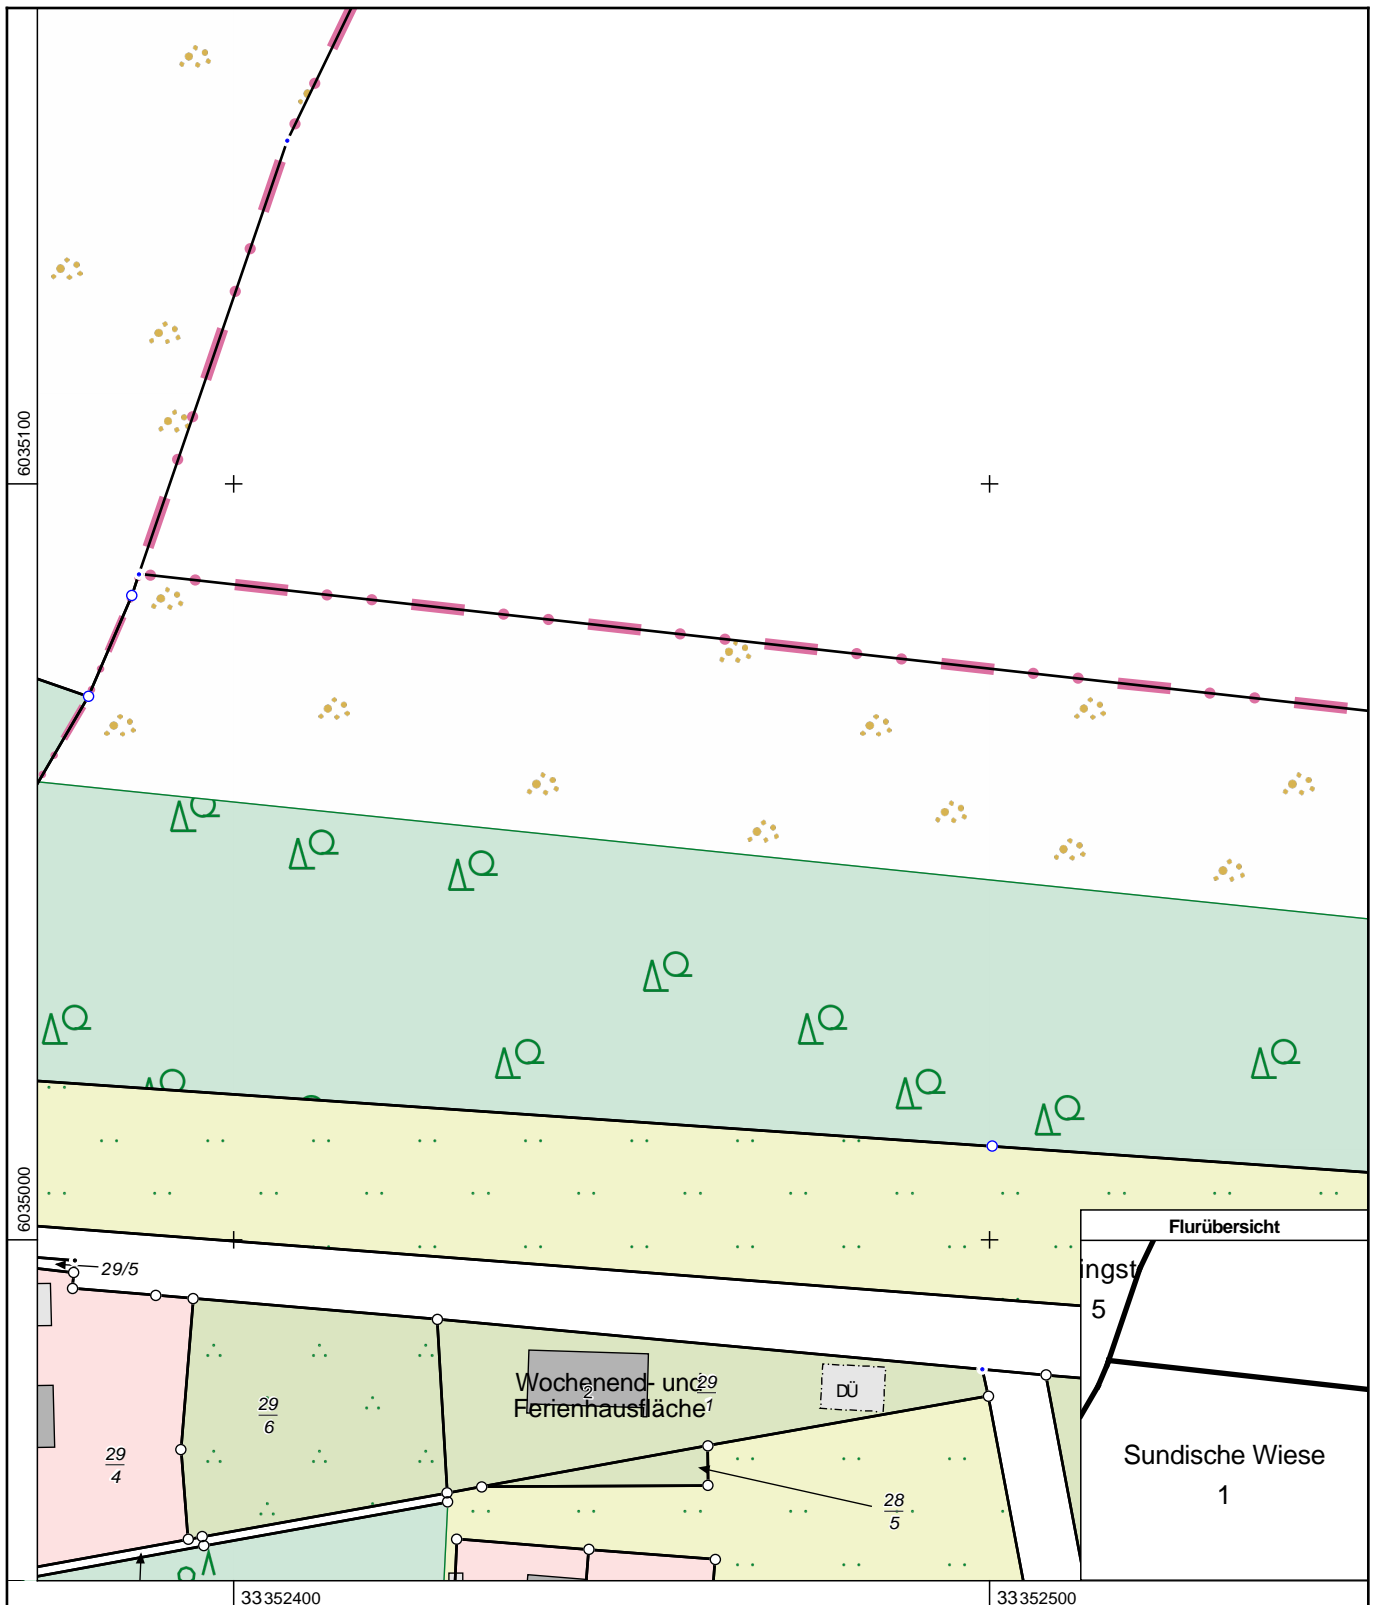 6035100
6035000
Flurübersicht
ingst
5
Sundische Wiese
1
29/5
Wochenend- und
Ferienhausfläche
2
29
1
DÜ
29
6
29
4
28
5
33352400
33352500